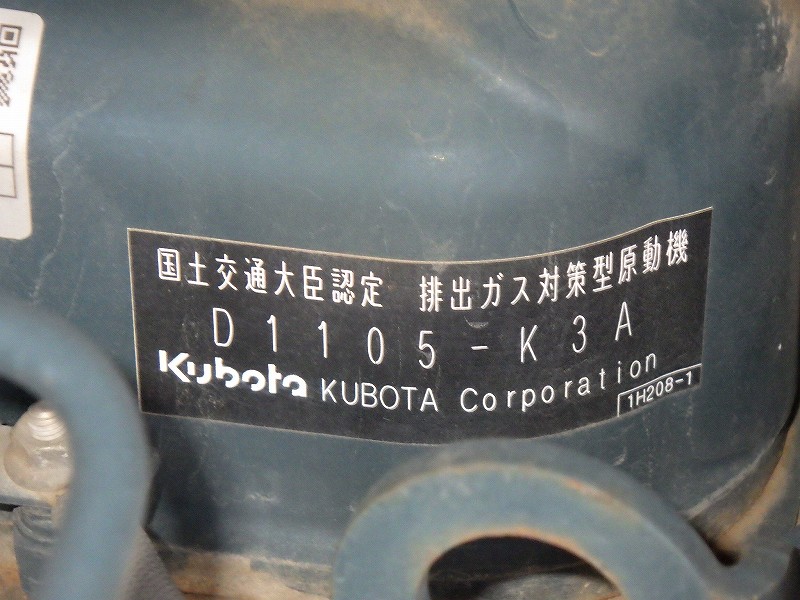 国土交通大臣認定 排出ガス対策型原動機
D1105-K3A
Kubota KUBOTA Corporation
1H208-1